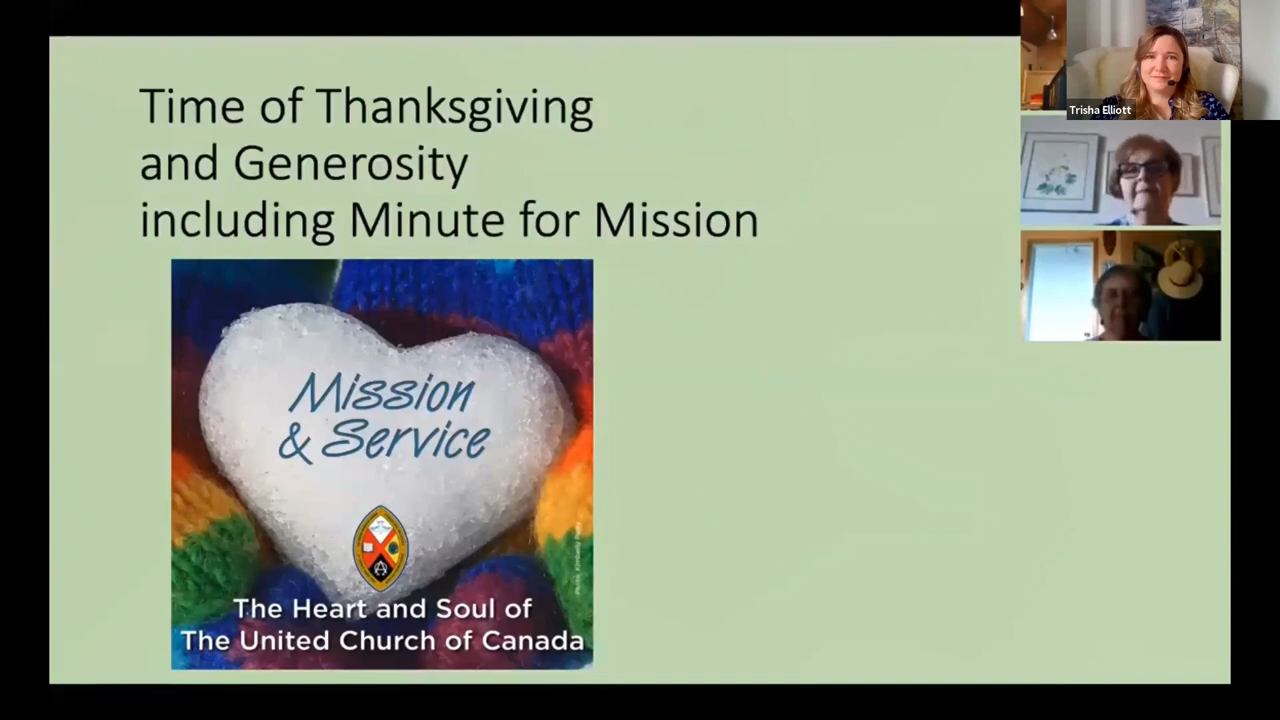 Time of Thanksgiving
and Generosity
including Minute for Mission
Trisha Elliott
Mission
& Service
The Heart and Soul of
The United Church of Canada